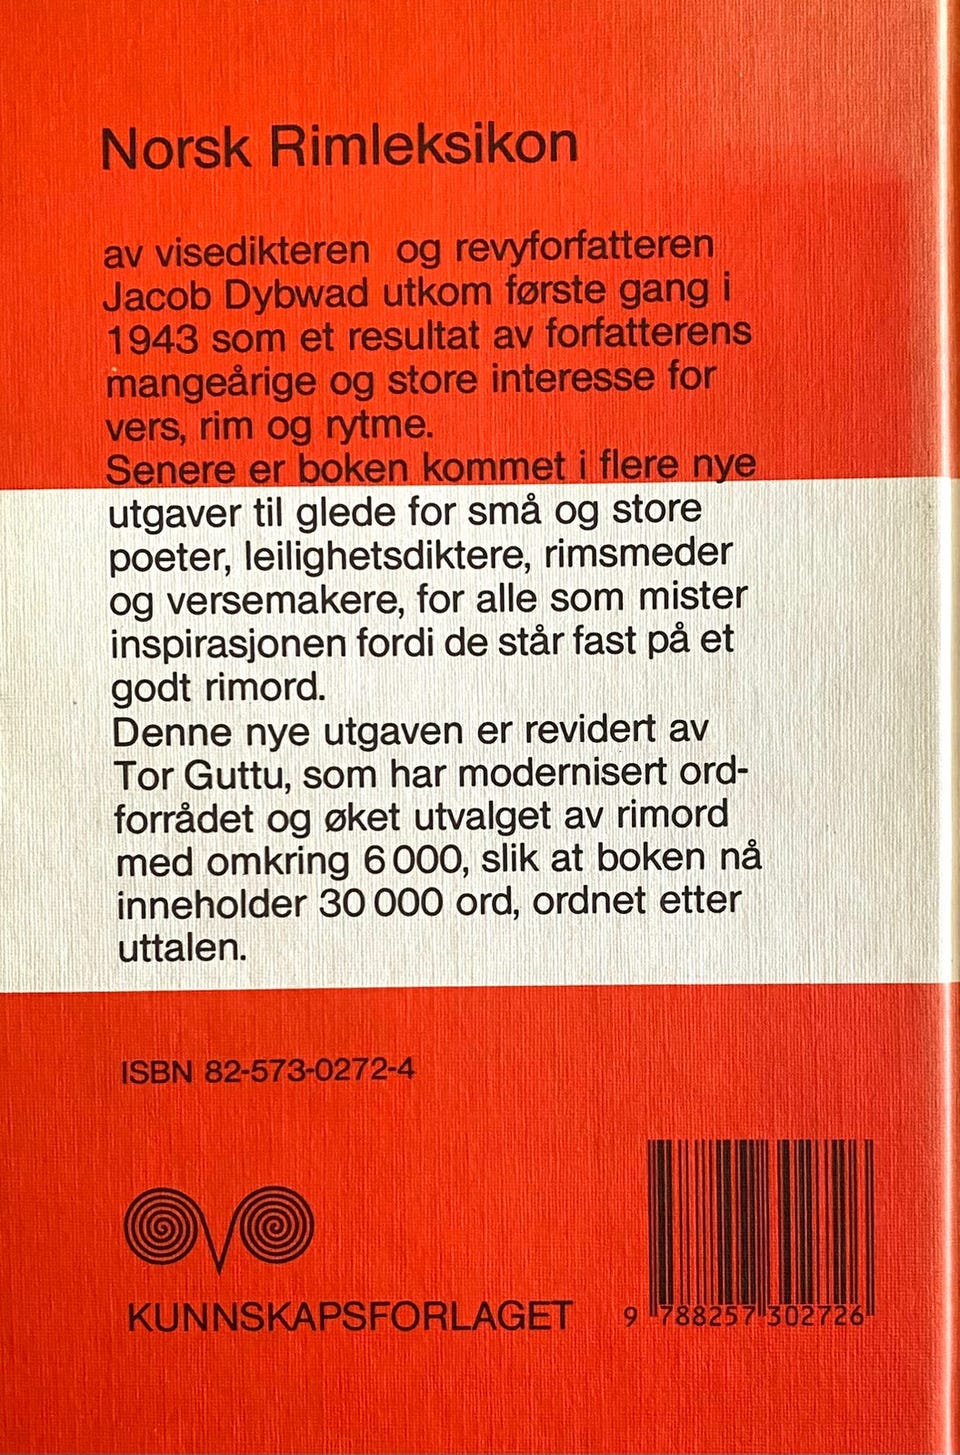 Norsk Rimleksikon
av visedikteren og revyforfatteren
Jacob Dybwad utkom første gang i
1943 som et resultat av forfatterens
mangeårige og store interesse for
vers, rim og rytme.
Senere er boken kommet i flere nye
utgaver til glede for små og store
poeter, leilighetsdiktere, rimsmeder
og versemakere, for alle som mister
inspirasjonen fordi de står fast på et
godt rimord.
Denne nye utgaven er revidert av
Tor Guttu, som har modernisert ord-
forrådet og øket utvalget av rimord
med omkring 6 000, slik at boken nå
inneholder 30 000 ord, ordnet etter
uttalen.
ISBN 82-573-0272-4
KUNNSKAPSFORLAGET
9 788257 302726